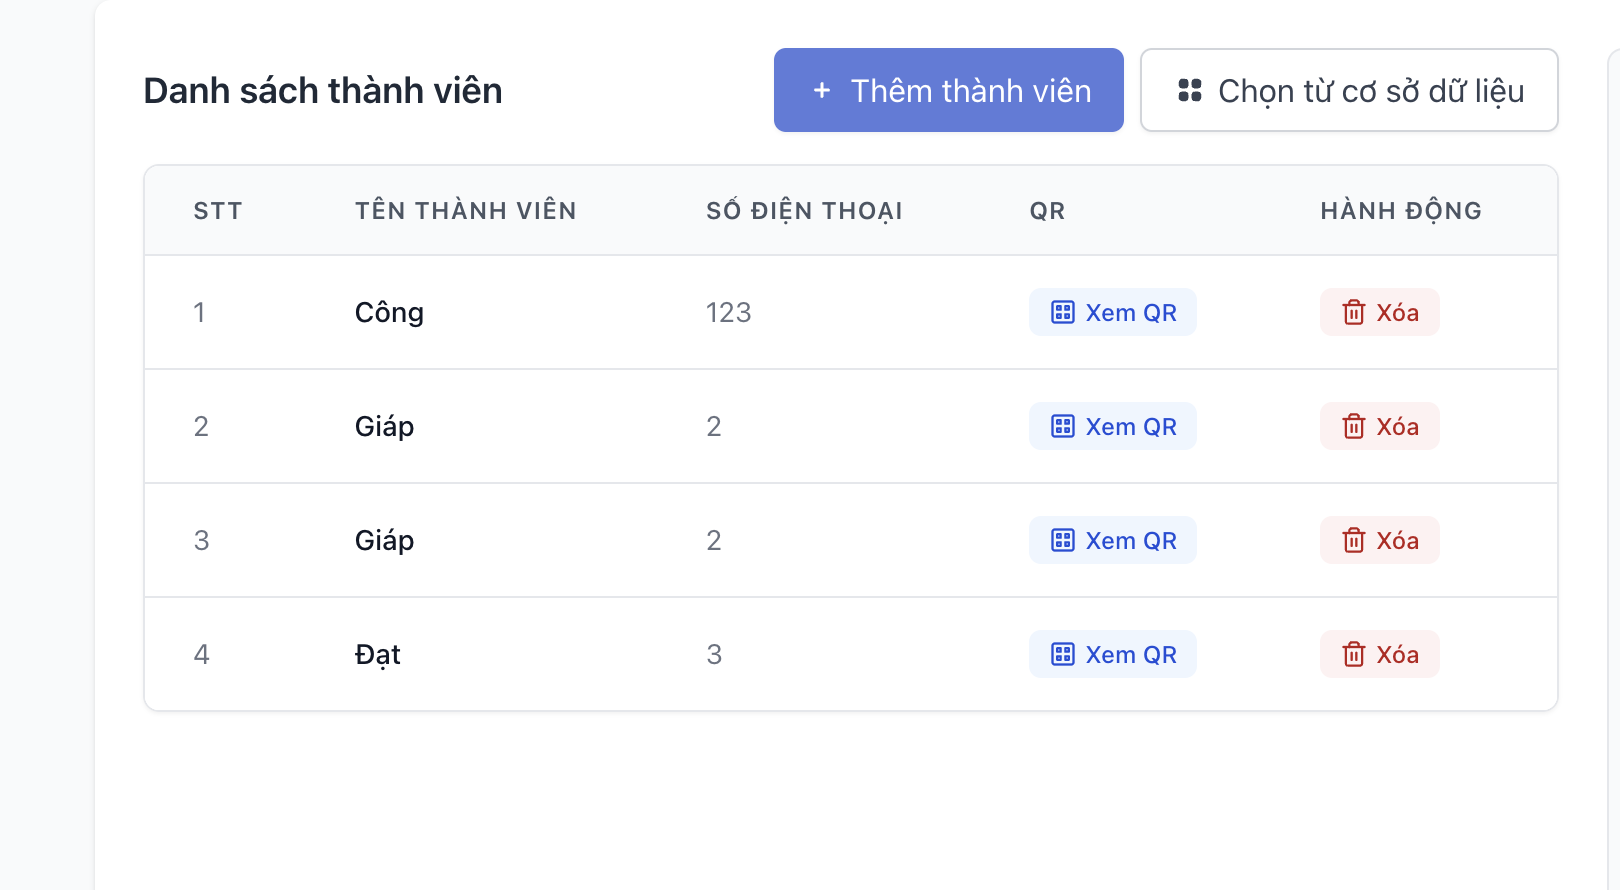 Danh sách thành viên
+ Thêm thành viên
Chọn từ cơ sở dữ liệu
STT TÊN THÀNH VIÊN SỐ ĐIỆN THOẠI QR HÀNH ĐỘNG
1 Công 123 Xem QR Xóa
2 Giáp 2 Xem QR Xóa
3 Giáp 2 Xem QR Xóa
4 Đạt 3 Xem QR Xóa